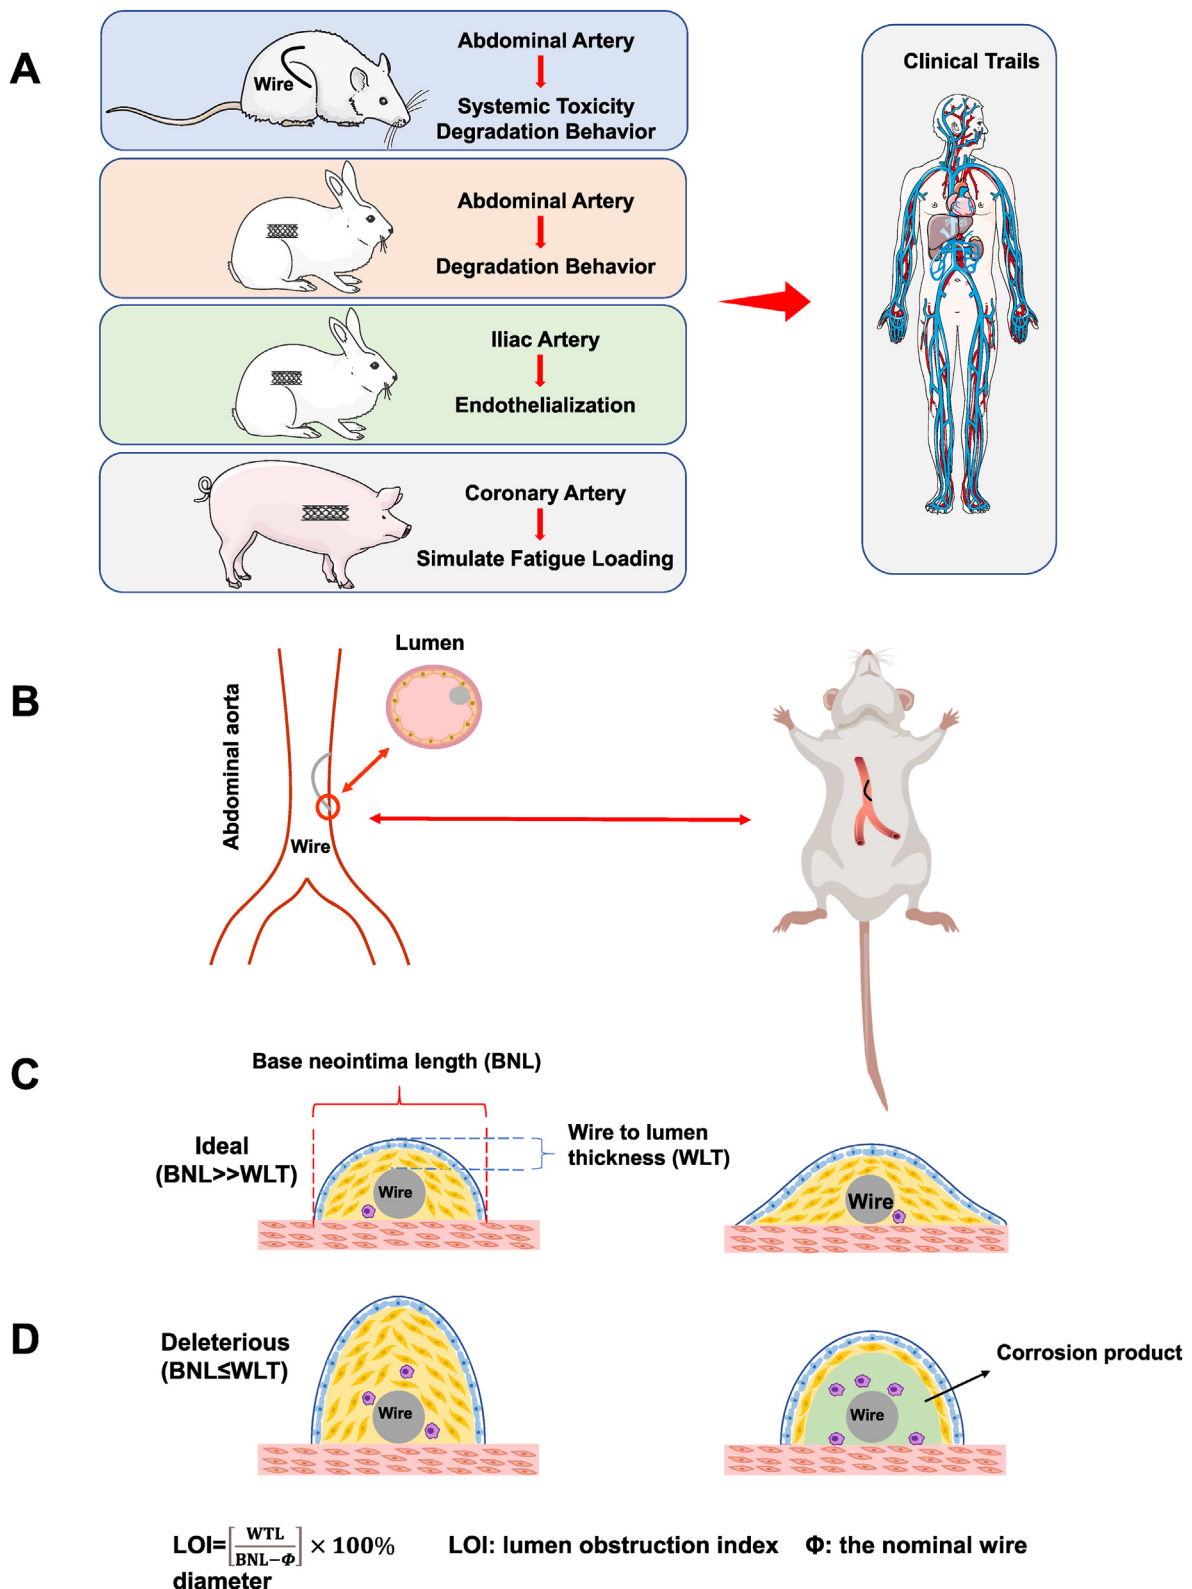 A
Wire
Abdominal Artery
Systemic Toxicity
Degradation Behavior
Abdominal Artery
Degradation Behavior
Iliac Artery
Endothelialization
Coronary Artery
Simulate Fatigue Loading
Clinical Trails
B
Abdominal aorta
Lumen
Wire
C
Base neointima length (BNL)
Ideal
(BNL>>WLT)
Wire to lumen
thickness (WLT)
Wire
Wire
D
Deleterious
(BNL≤WLT)
Wire
Wire
Corrosion product
LOI=[WTL/BNL−Φ] × 100% LOI: lumen obstruction index Φ: the nominal wire
diameter